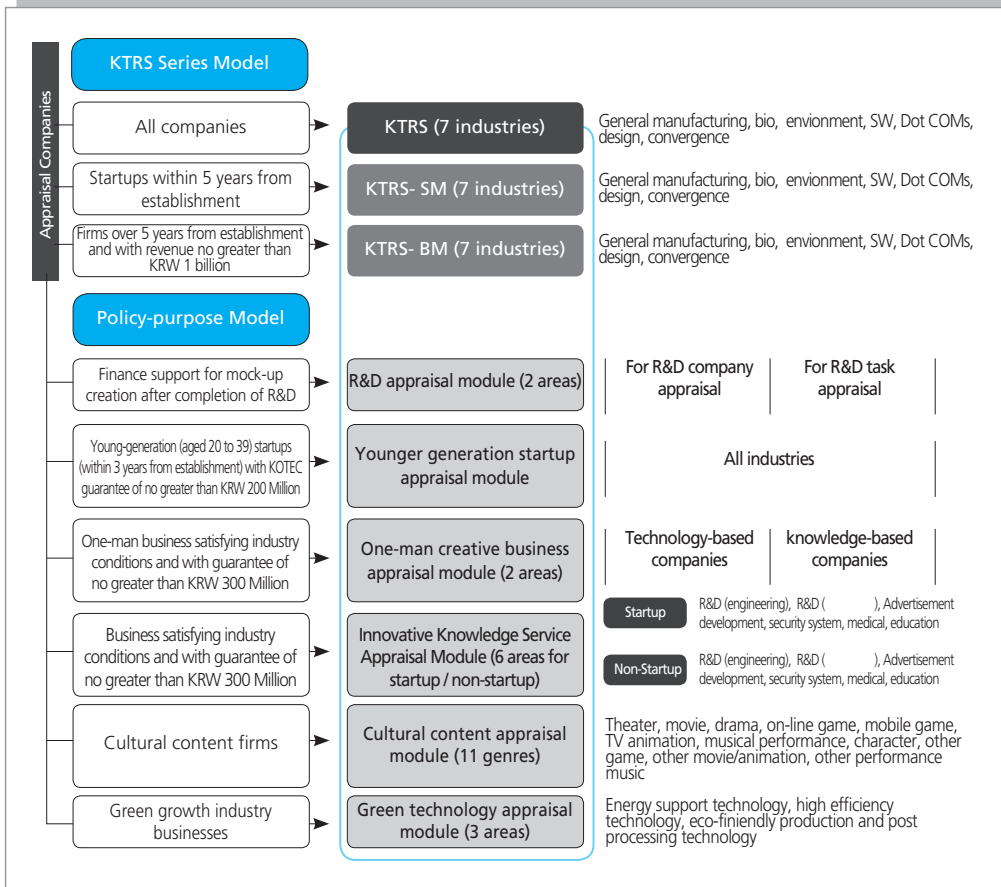 Appraisal Companies
KTRS Series Model
All companies
KTRS (7 industries)
General manufacturing, bio, envionment, SW, Dot COMs,
design, convergence
Startups within 5 years from
establishment
KTRS- SM (7 industries)
General manufacturing, bio, envionment, SW, Dot COMs,
design, convergence
Firms over 5 years from establishment
and with revenue no greater than
KRW 1 billion
KTRS- BM (7 industries)
General manufacturing, bio, envionment, SW, Dot COMs,
design, convergence
Policy-purpose Model
Finance support for mock-up
creation after completion of R&D
R&D appraisal module (2 areas)
For R&D company
appraisal
For R&D task
appraisal
Young-generation (aged 20 to 39) startups
(within 3 years from establishment) with KOTEC
guarantee of no greater than KRW 200 Million
Younger generation startup
appraisal module
All industries
One-man business satisfying industry
conditions and with guarantee of
no greater than KRW 300 Million
One-man creative business
appraisal module (2 areas)
Technology-based
companies
knowledge-based
companies
Business satisfying industry
conditions and with guarantee of
no greater than KRW 300 Million
Innovative Knowledge Service
Appraisal Module (6 areas for
startup / non-startup)
Startup
R&D (engineering), R&D ( ), Advertisement
development, security system, medical, education
Non-Startup
R&D (engineering), R&D ( ), Advertisement
development, security system, medical, education
Cultural content firms
Cultural content appraisal
module (11 genres)
Theater, movie, drama, on-line game, mobile game,
TV animation, musical performance, character, other
game, other movie/animation, other performance
music
Green growth industry
businesses
Green technology appraisal
module (3 areas)
Energy support technology, high efficiency
technology, eco-finiendly production and post
processing technology